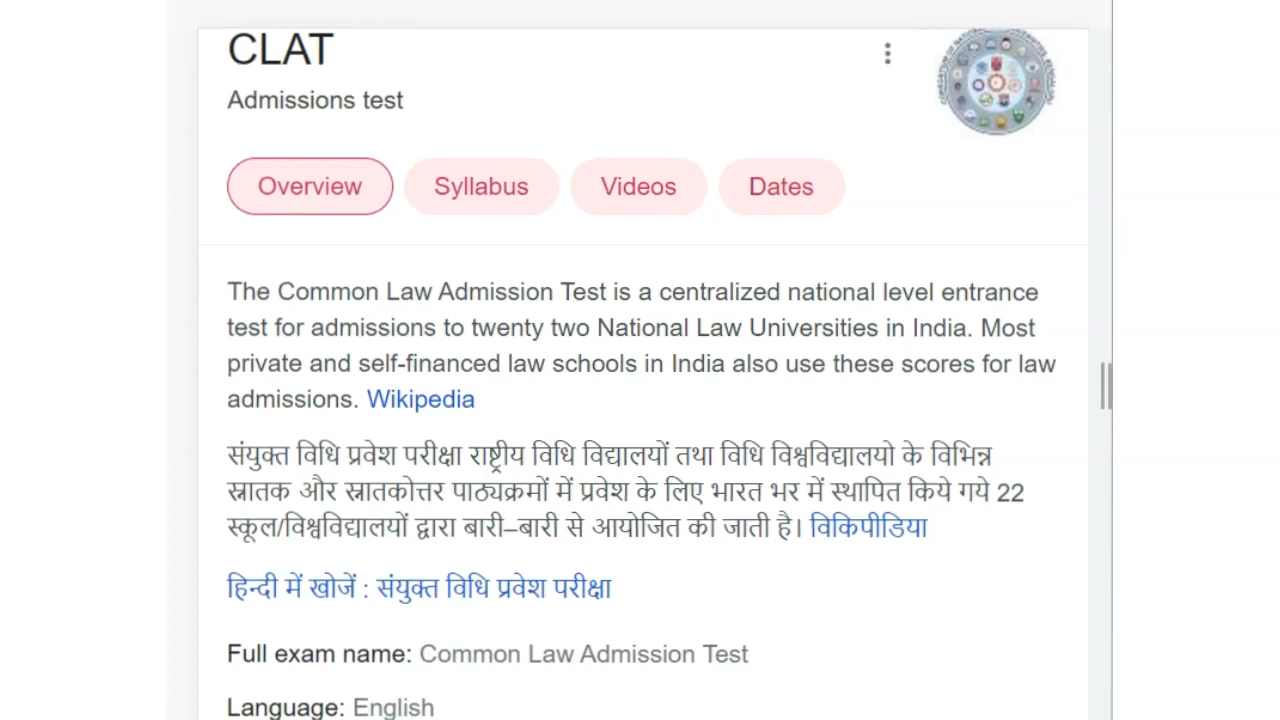 CLAT
Admissions test
Overview Syllabus Videos Dates
The Common Law Admission Test is a centralized national level entrance
test for admissions to twenty two National Law Universities in India. Most
private and self-financed law schools in India also use these scores for law
admissions. Wikipedia
संयुक्त विधि प्रवेश परीक्षा राष्ट्रीय विधि विद्यालयों तथा विधि विश्वविद्यालयो के विभिन्न
स्नातक और स्नातकोत्तर पाठ्यक्रमों में प्रवेश के लिए भारत भर में स्थापित किये गये 22
स्कूल/विश्वविद्यालयों द्वारा बारी–बारी से आयोजित की जाती है। विकिपीडिया
हिन्दी में खोजें : संयुक्त विधि प्रवेश परीक्षा
Full exam name: Common Law Admission Test
Language: English